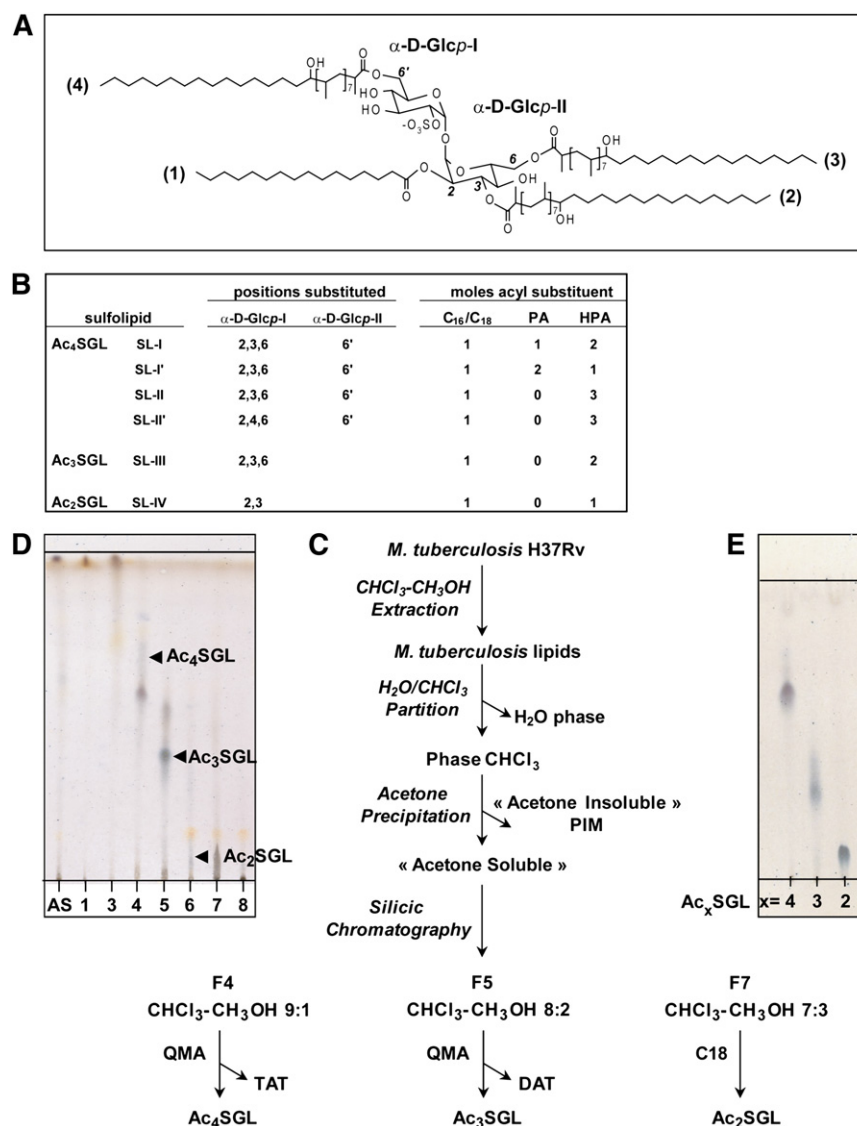 A
α-D-Glcp-I
OH
O
O
6'
(4)
7
HO
O
α-D-Glcp-II
HO
-O3SO
O
O
OH
(1)
O
O
6
O
7
(3)
O
O
2
3
OH
O
(2)
O
7
OH
B
positions substituted moles acyl substituent
sulfolipid α-D-Glcp-I α-D-Glcp-II C16/C18 PA HPA
Ac4SGL SL-I 2,3,6 6' 1 1 2
SL-I' 2,3,6 6' 1 2 1
SL-II 2,3,6 6' 1 0 3
SL-II' 2,4,6 6' 1 0 3
Ac3SGL SL-III 2,3,6 1 0 2
Ac2SGL SL-IV 2,3 1 0 1
D
Ac4SGL
Ac3SGL
Ac2SGL
AS 1 3 4 5 6 7 8
C
M. tuberculosis H37Rv
CHCl3-CH3OH
Extraction
M. tuberculosis lipids
H2O/CHCl3
Partition
H2O phase
Phase CHCl3
Acetone
Precipitation
« Acetone Insoluble »
PIM
« Acetone Soluble »
Silicic
Chromatography
E
AcxSGL x= 4 3 2
F4 F5 F7
CHCl3-CH3OH 9:1 CHCl3-CH3OH 8:2 CHCl3-CH3OH 7:3
QMA QMA C18
TAT DAT
Ac4SGL Ac3SGL Ac2SGL